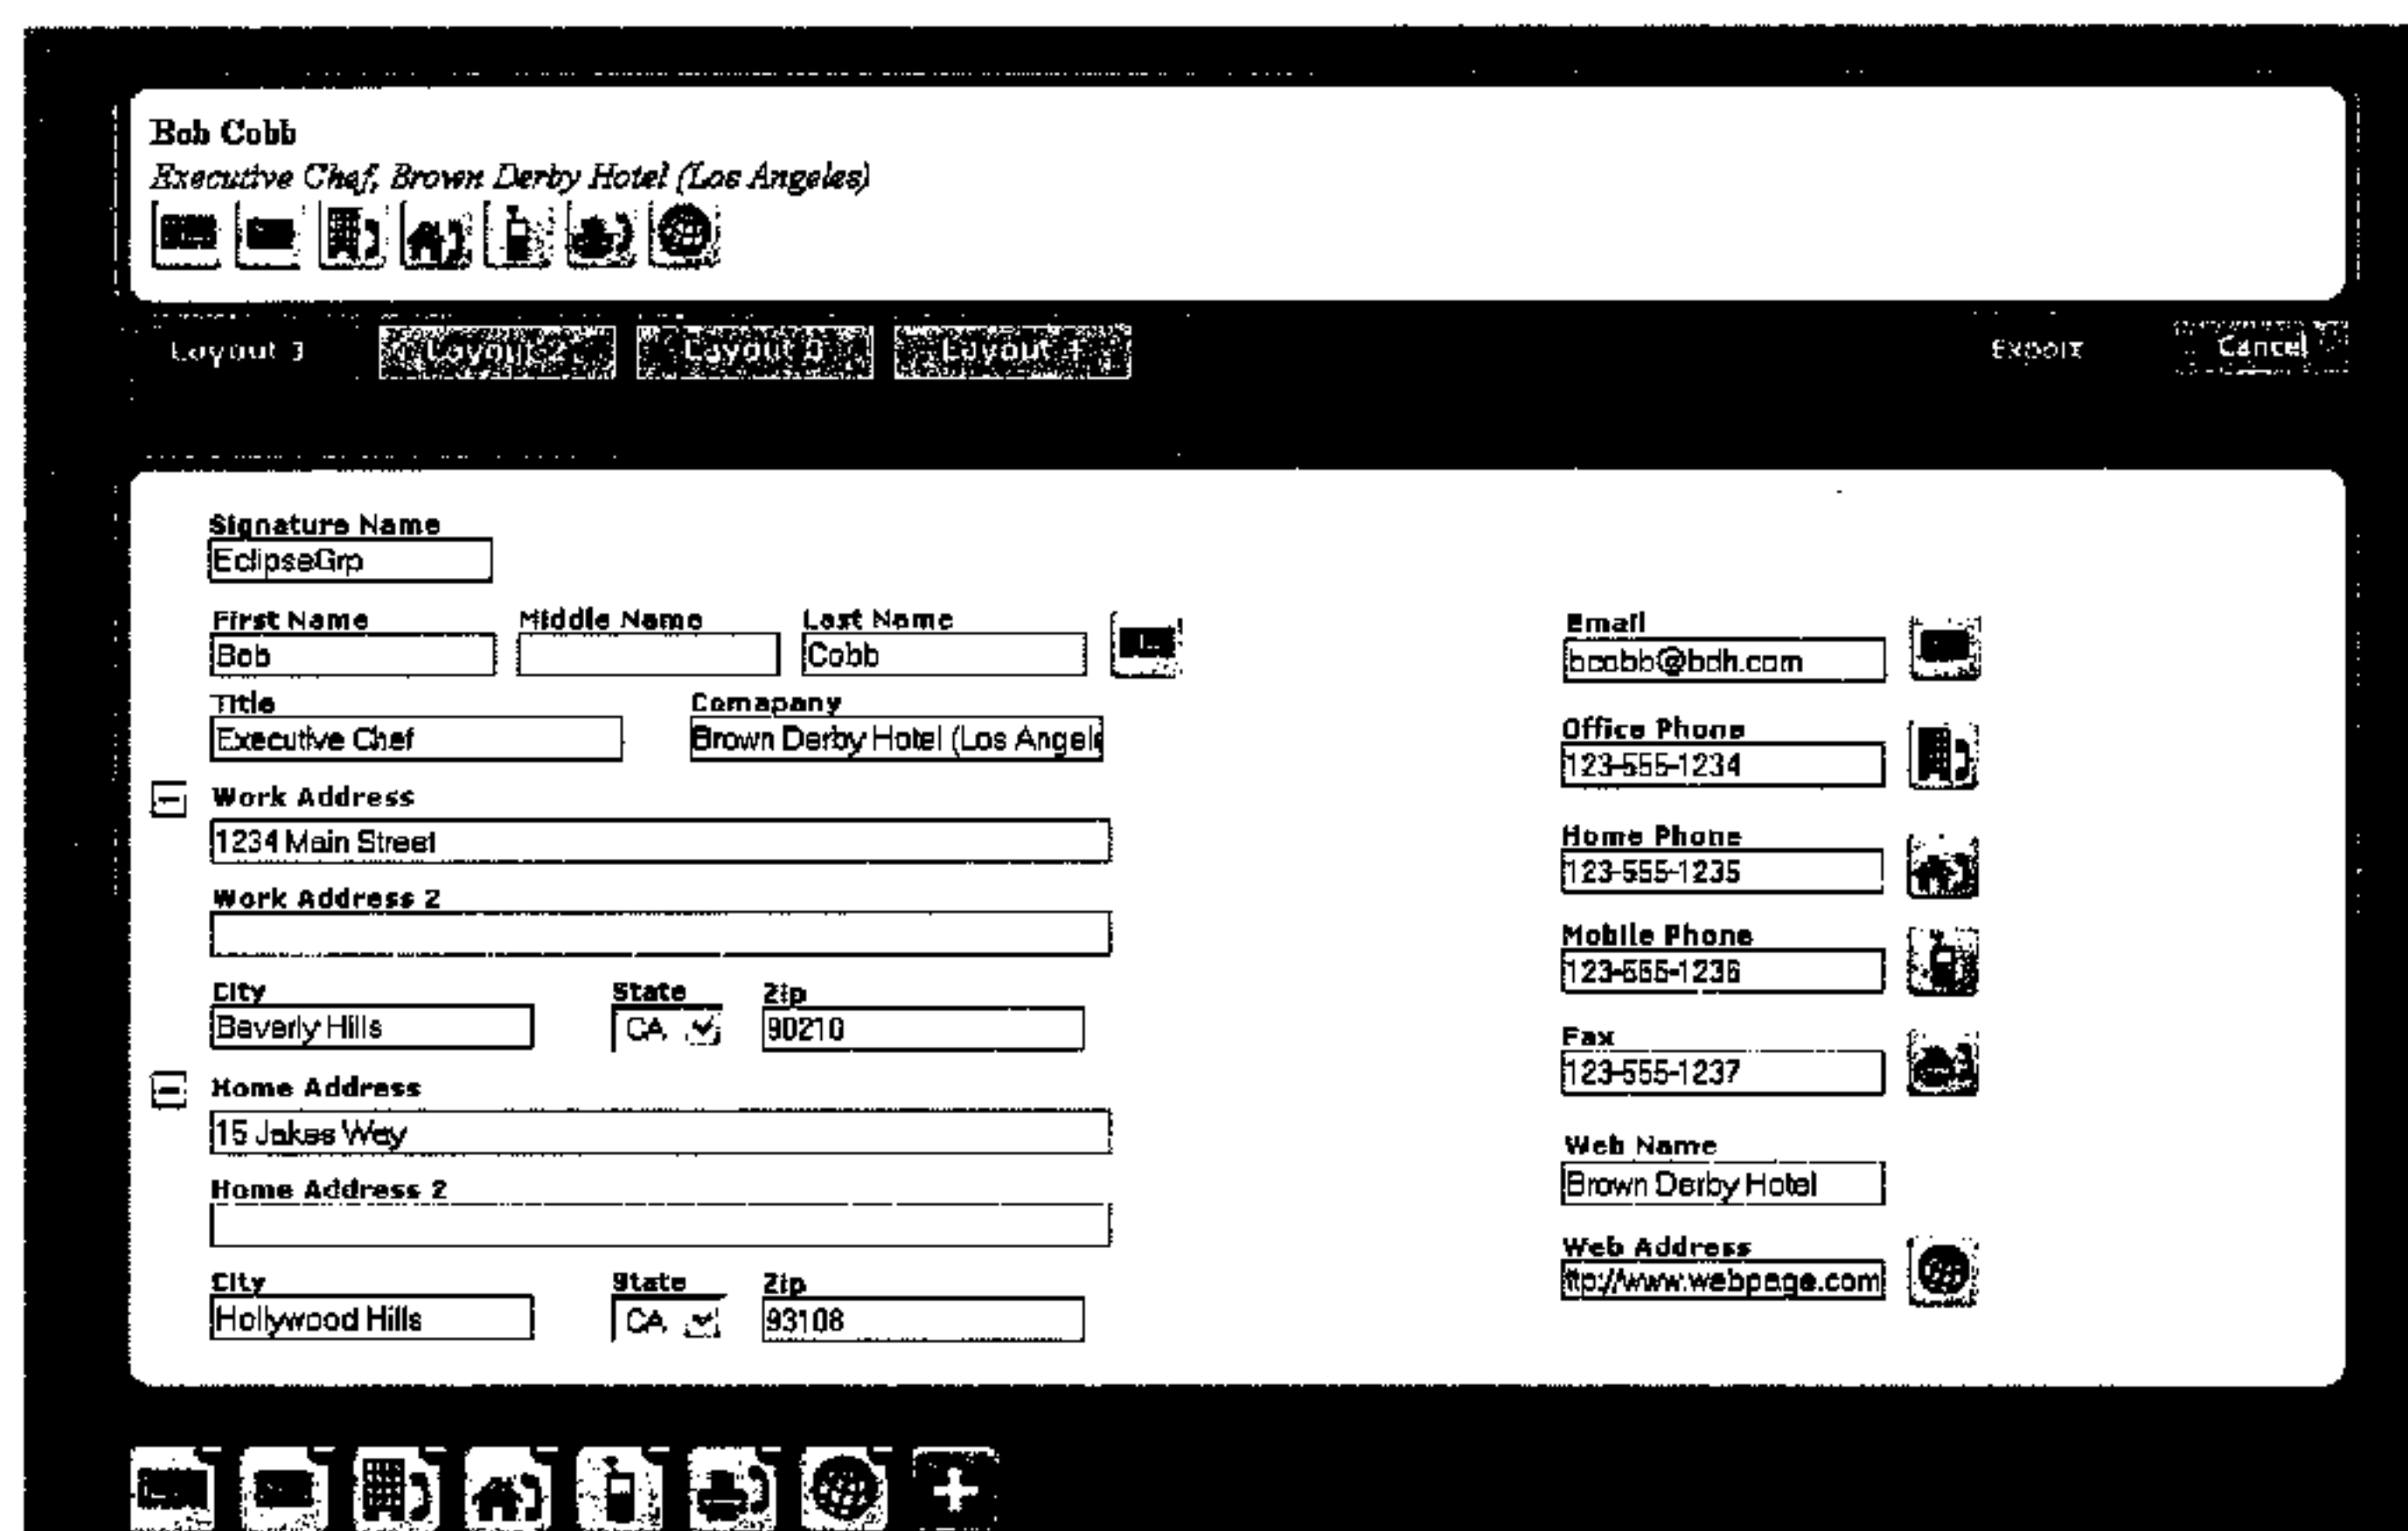 Bob Cobb
Executive Chef, Brown Derby Hotel (Los Angeles)
Layout 1 Layout 2 Layout 3 Layout 4 Export Cancel
Signature Name
EclipseGrp
First Name Middle Name Last Name
Bob Cobb
Title Comapany
Executive Chef Brown Derby Hotel (Los Angele
Work Address
1234 Main Street
Work Address 2
City State Zip
Beverly Hills CA 90210
Home Address
15 Jakes Way
Home Address 2
City State Zip
Hollywood Hills CA 93108
Email
bcobb@bdh.com
Office Phone
123-555-1234
Home Phone
123-555-1235
Mobile Phone
123-555-1236
Fax
123-555-1237
Web Name
Brown Derby Hotel
Web Address
ttp://www.webpage.com